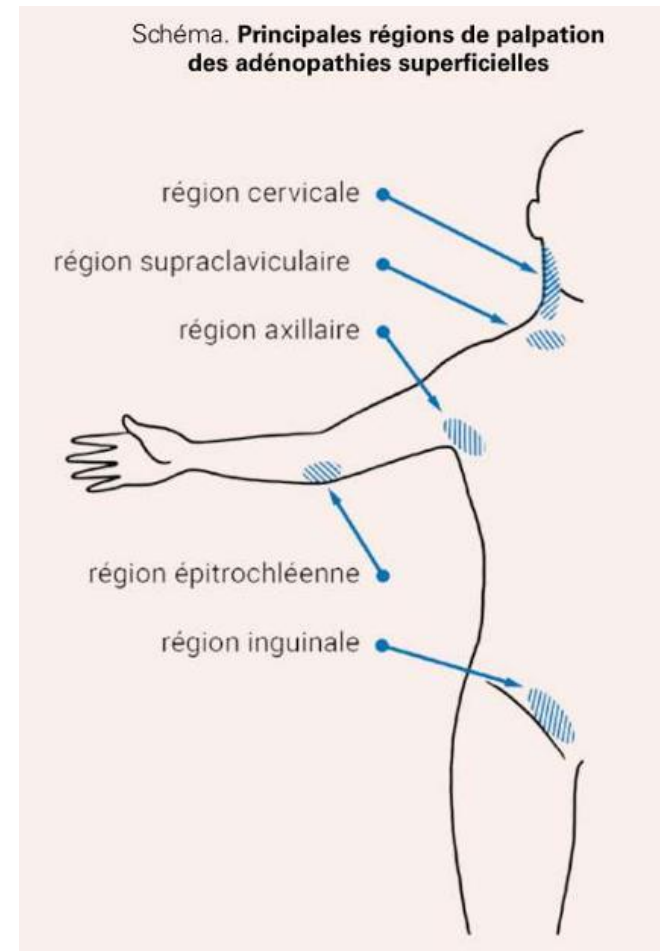 Schéma. Principales régions de palpation
des adénopathies superficielles
région cervicale
région supraclaviculaire
région axillaire
région épitrochléenne
région inguinale